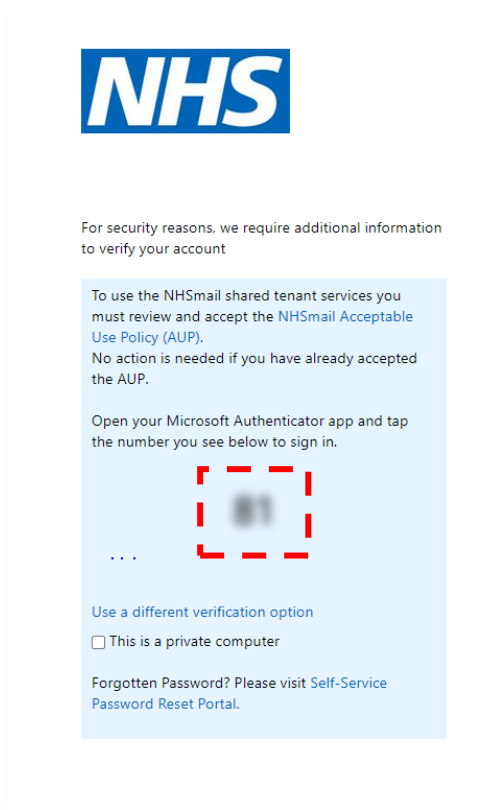 NHS
For security reasons, we require additional information
to verify your account
To use the NHSmail shared tenant services you
must review and accept the NHSmail Acceptable
Use Policy (AUP).
No action is needed if you have already accepted
the AUP.
Open your Microsoft Authenticator app and tap
the number you see below to sign in.
81
...
Use a different verification option
This is a private computer
Forgotten Password? Please visit Self-Service
Password Reset Portal.